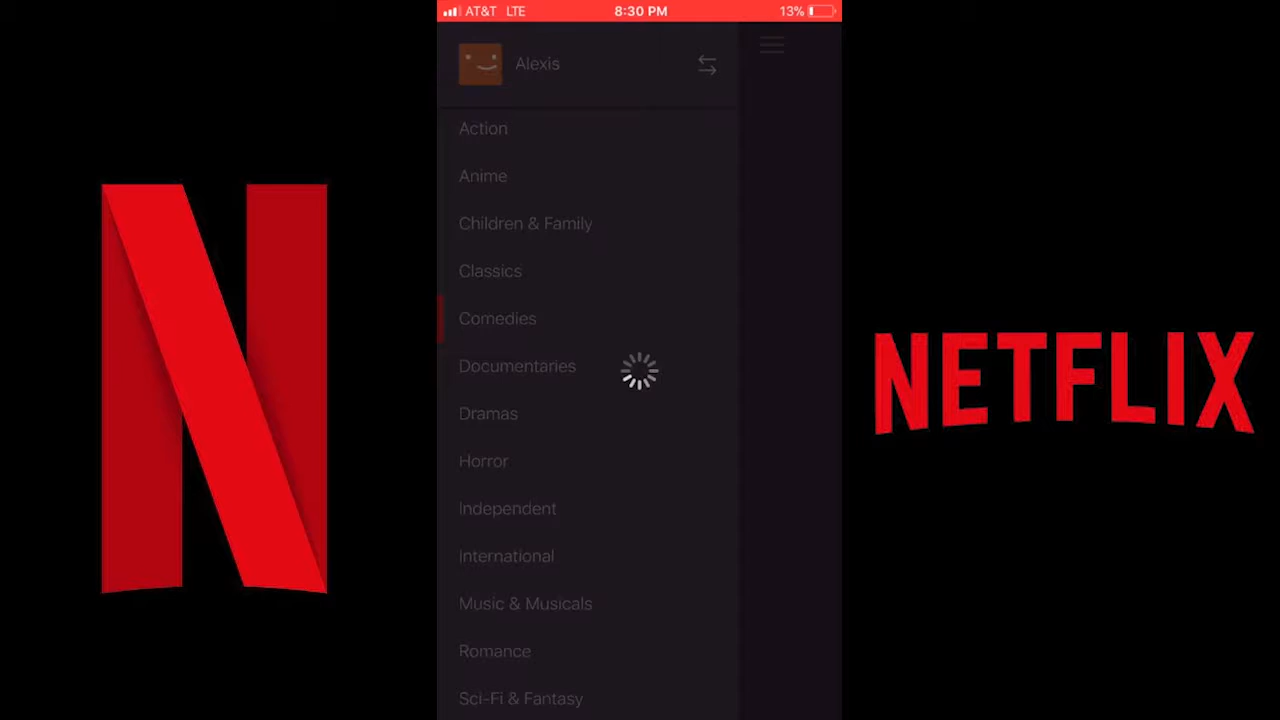 AT&T LTE 8:30 PM 13%
Alexis
Action
Anime
Children & Family
Classics
Comedies
Documentaries
Dramas
Horror
Independent
International
Music & Musicals
Romance
Sci-Fi & Fantasy
N
NETFLIX